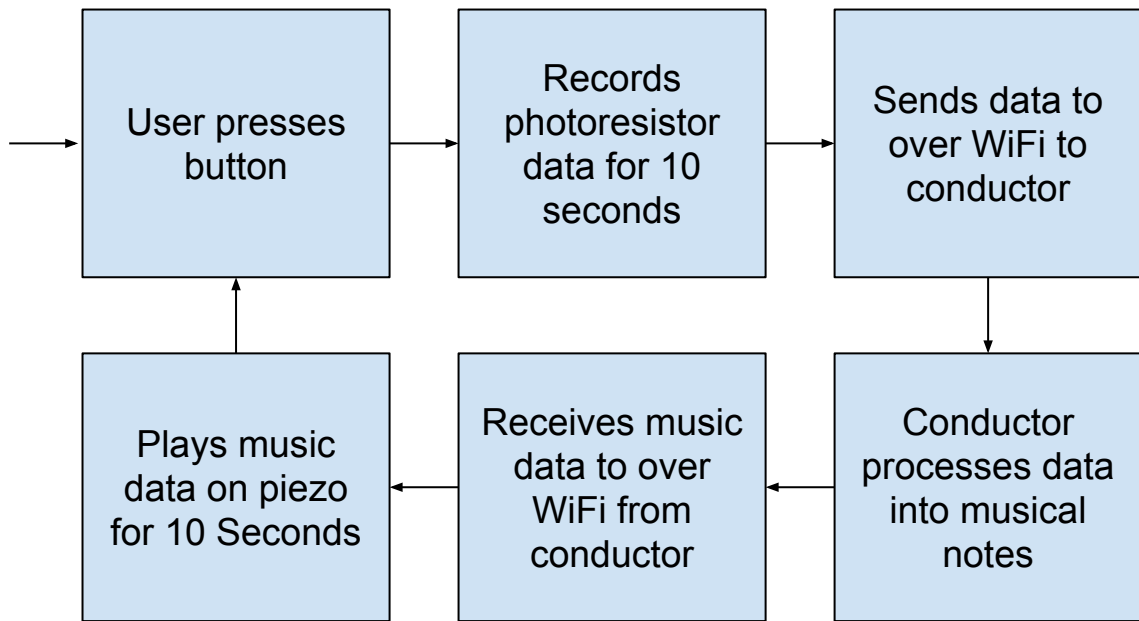 User presses
button
Records
photoresistor
data for 10
seconds
Sends data to
over WiFi to
conductor
Conductor
processes data
into musical
notes
Receives music
data to over
WiFi from
conductor
Plays music
data on piezo
for 10 Seconds